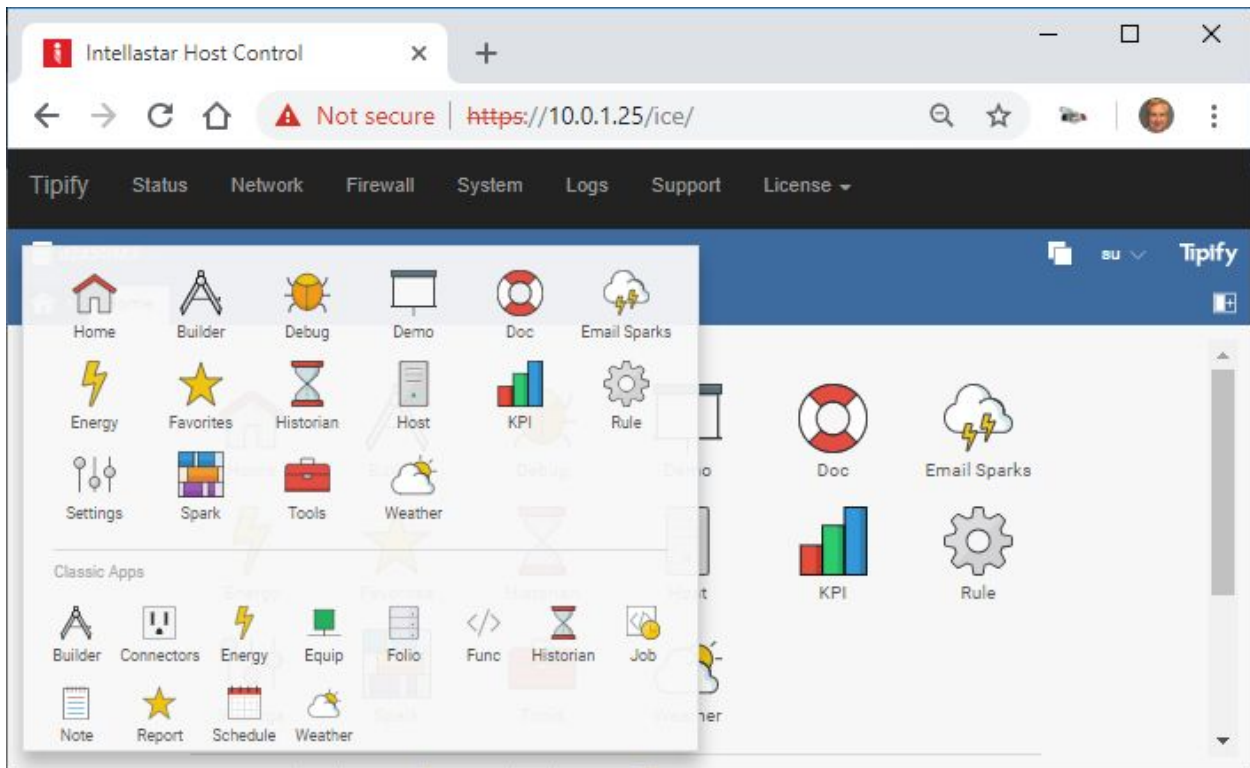 Intellastar Host Control
Not secure | https://10.0.1.25/ice/
Tipify Status Network Firewall System Logs Support License
su Tipify
Home Builder Debug Demo Doc Email Sparks
Energy Favorites Historian Host KPI Rule
Settings Spark Tools Weather
Classic Apps
Builder Connectors Energy Equip Folio Func Historian Job
Note Report Schedule Weather
Doc Email Sparks
KPI Rule